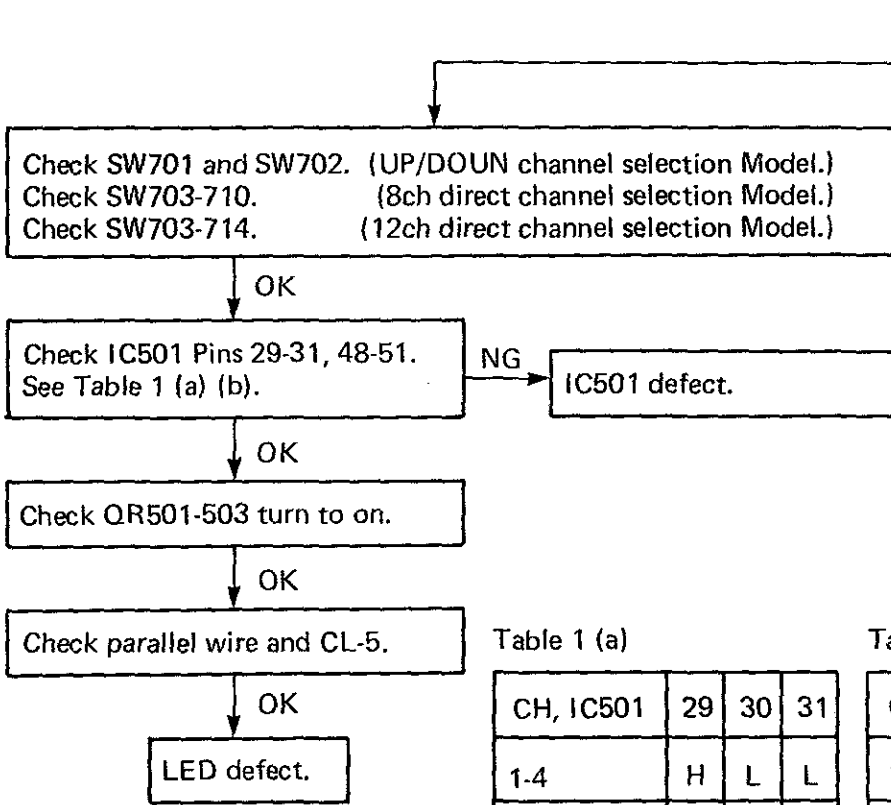 Check SW701 and SW702. (UP/DOUN channel selection Model.)
Check SW703-710. (8ch direct channel selection Model.)
Check SW703-714. (12ch direct channel selection Model.)
OK
Check IC501 Pins 29-31, 48-51.
See Table 1 (a) (b).
NG
IC501 defect.
OK
Check QR501-503 turn to on.
OK
Check parallel wire and CL-5.
OK
LED defect.
Table 1 (a)
CH, IC501 29 30 31
1-4 H L L